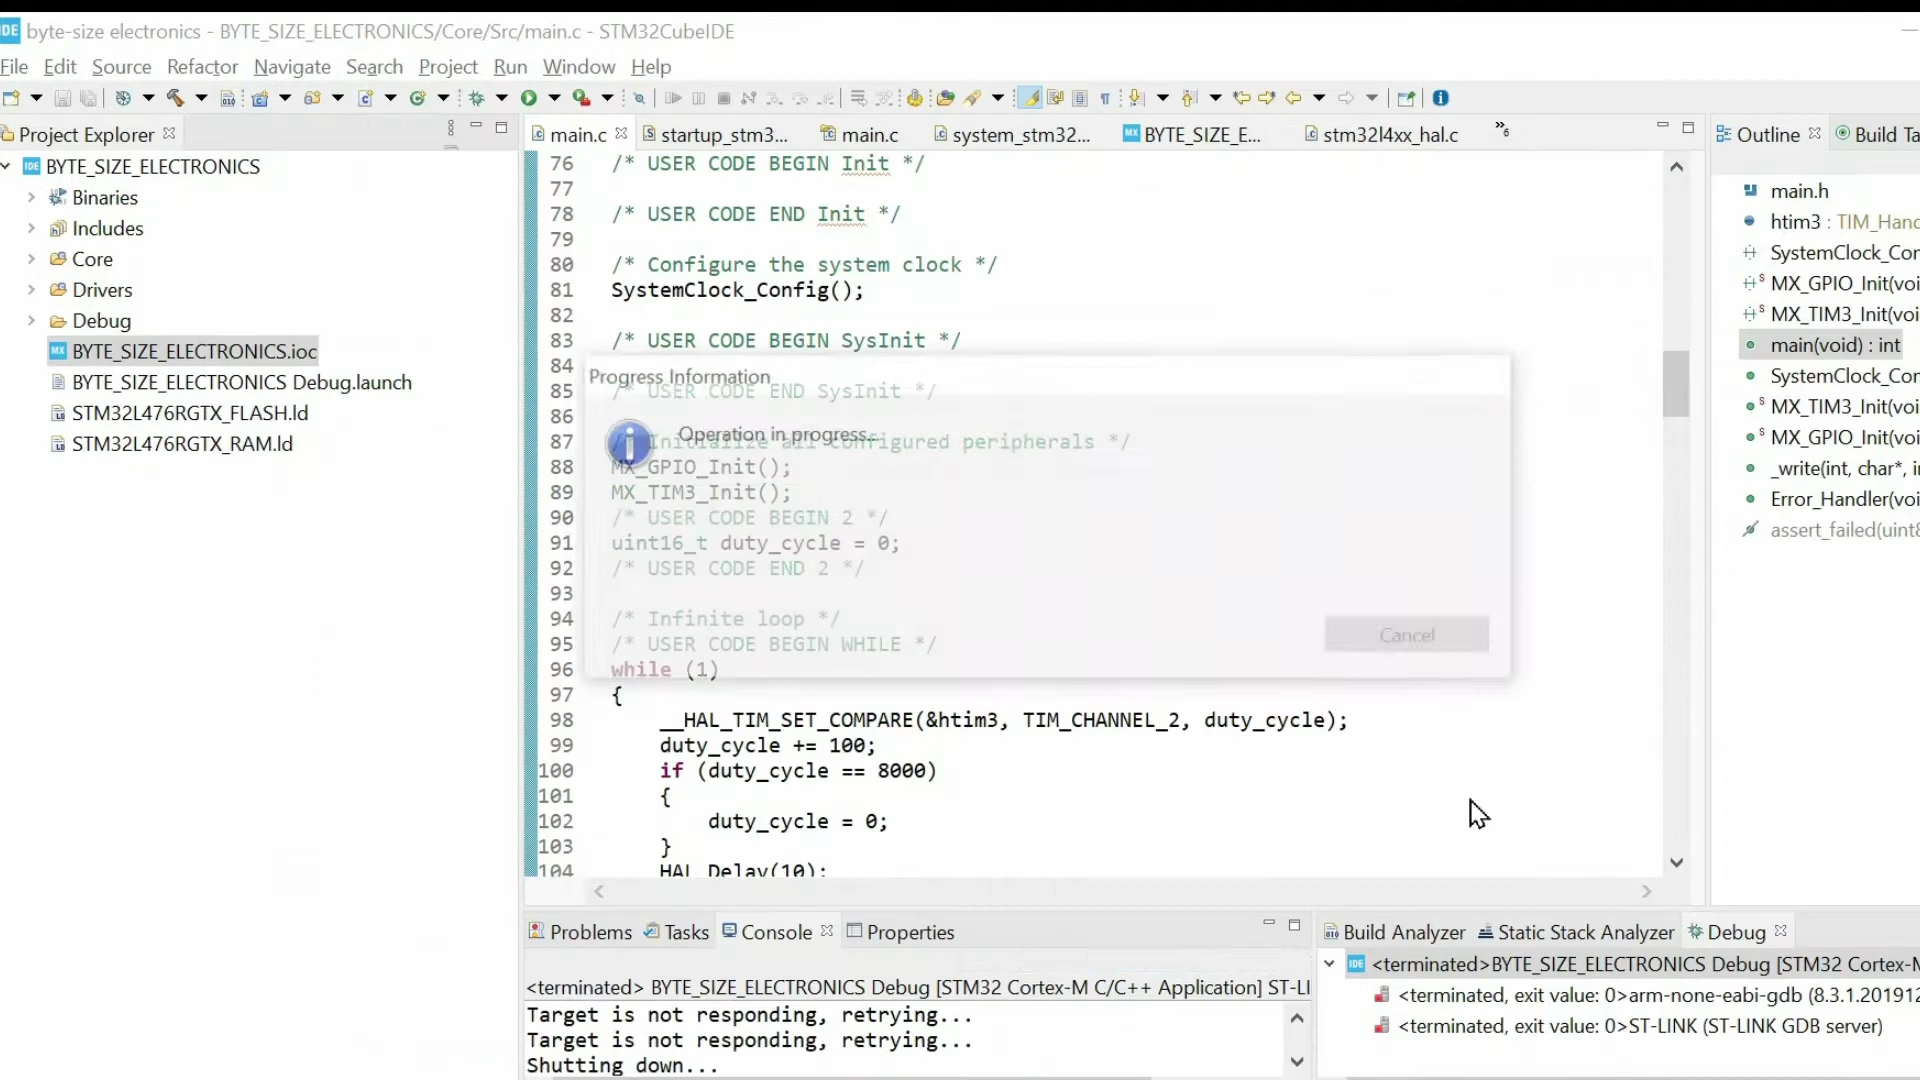 IDE byte-size electronics - BYTE_SIZE_ELECTRONICS/Core/Src/main.c - STM32CubeIDE
File Edit Source Refactor Navigate Search Project Run Window Help
Project Explorer
BYTE_SIZE_ELECTRONICS
Binaries
Includes
Core
Drivers
Debug
BYTE_SIZE_ELECTRONICS.ioc
BYTE_SIZE_ELECTRONICS Debug.launch
STM32L476RGTX_FLASH.ld
STM32L476RGTX_RAM.ld
main.c startup_stm3... main.c system_stm32... BYTE_SIZE_E... stm32l4xx_hal.c »6
76 /* USER CODE BEGIN Init */
77
78 /* USER CODE END Init */
79
80 /* Configure the system clock */
81 SystemClock_Config();
82
83 /* USER CODE BEGIN SysInit */
84
85 /* USER CODE END SysInit */
86
87 /* Initialize all configured peripherals */
88 MX_GPIO_Init();
89 MX_TIM3_Init();
90 /* USER CODE BEGIN 2 */
91 uint16_t duty_cycle = 0;
92 /* USER CODE END 2 */
93
94 /* Infinite loop */
95 /* USER CODE BEGIN WHILE */
96 while (1)
97 {
98 __HAL_TIM_SET_COMPARE(&htim3, TIM_CHANNEL_2, duty_cycle);
99 duty_cycle += 100;
100 if (duty_cycle == 8000)
101 {
102 duty_cycle = 0;
103 }
104 HAL_Delay(10);
Progress Information
Operation in progress...
Cancel
Outline Build Ta
main.h
htim3 : TIM_Hand
SystemClock_Con
MX_GPIO_Init(voi
MX_TIM3_Init(voi
main(void) : int
SystemClock_Con
MX_TIM3_Init(voi
MX_GPIO_Init(voi
_write(int, char*, in
Error_Handler(voi
assert_failed(uint8
Problems Tasks Console Properties
<terminated> BYTE_SIZE_ELECTRONICS Debug [STM32 Cortex-M C/C++ Application] ST-LI
Target is not responding, retrying...
Target is not responding, retrying...
Shutting down...
Build Analyzer Static Stack Analyzer Debug
<terminated>BYTE_SIZE_ELECTRONICS Debug [STM32 Cortex-M
<terminated, exit value: 0>arm-none-eabi-gdb (8.3.1.201912
<terminated, exit value: 0>ST-LINK (ST-LINK GDB server)